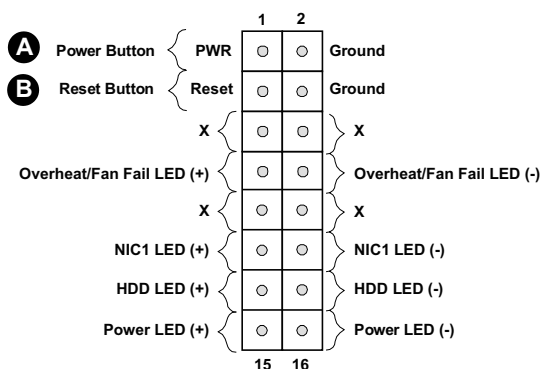 1 2
A Power Button PWR Ground
B Reset Button Reset Ground
X X
Overheat/Fan Fail LED (+) Overheat/Fan Fail LED (-)
X X
NIC1 LED (+) NIC1 LED (-)
HDD LED (+) HDD LED (-)
Power LED (+) Power LED (-)
15 16